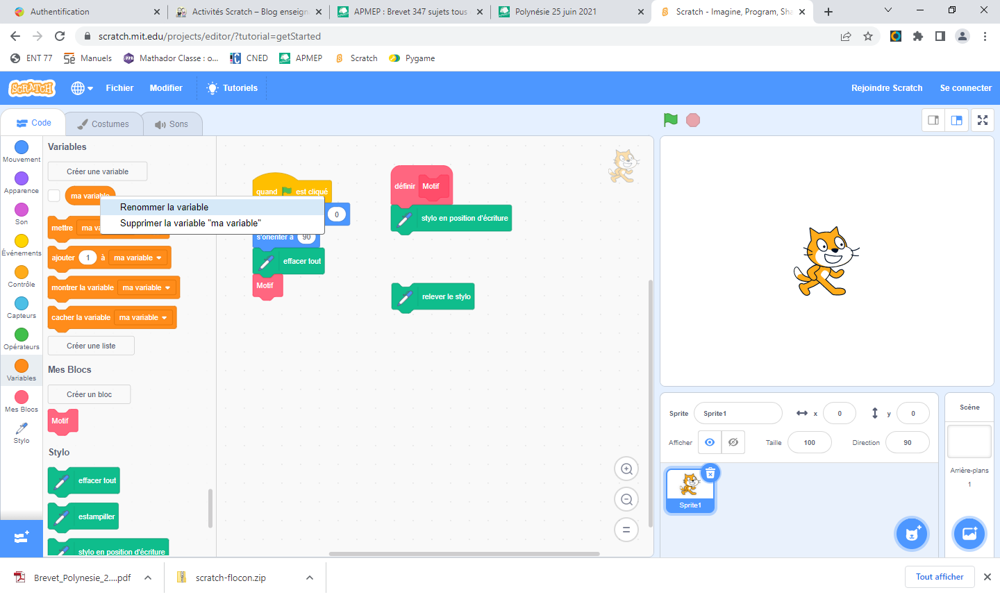 Authentification
Activités Scratch – Blog enseign
APMEP : Brevet 347 sujets tous
Polynésie 25 juin 2021
Scratch - Imagine, Program, Sha
scratch.mit.edu/projects/editor/?tutorial=getStarted
ENT 77
Manuels
Mathador Classe : o...
CNED
APMEP
Scratch
Pygame
SCRATCH
Fichier
Modifier
Tutoriels
Rejoindre Scratch
Se connecter
Code
Costumes
Sons
Mouvement
Apparence
Son
Événements
Contrôle
Capteurs
Opérateurs
Variables
Mes Blocs
Stylo
Variables
Créer une variable
ma variable
Renommer la variable
Supprimer la variable "ma variable"
mettre ma va
ajouter 1 à ma variable
montrer la variable ma variable
cacher la variable ma variable
Créer une liste
Mes Blocs
Créer un bloc
Motif
Stylo
effacer tout
estampiller
stylo en position d'écriture
quand est cliqué
0
s'orienter à 90
effacer tout
Motif
définir Motif
stylo en position d'écriture
relever le stylo
Sprite Sprite1 x 0 y 0
Afficher Taille 100 Direction 90
Sprite1
Scène
Arrière-plans
1
Brevet_Polynesie_2....pdf
scratch-flocon.zip
Tout afficher